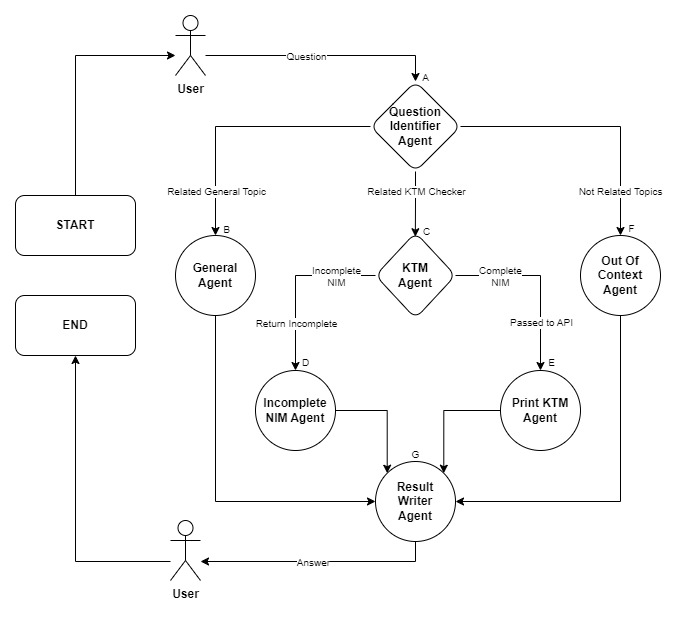 User
Question
A
Question
Identifier
Agent
Related General Topic
Related KTM Checker
Not Related Topics
START
B
C
F
General
Agent
Incomplete
NIM
KTM
Agent
Complete
NIM
Out Of
Context
Agent
END
Return Incomplete
Passed to API
D
E
Incomplete
NIM Agent
Print KTM
Agent
G
Result
Writer
Agent
Answer
User